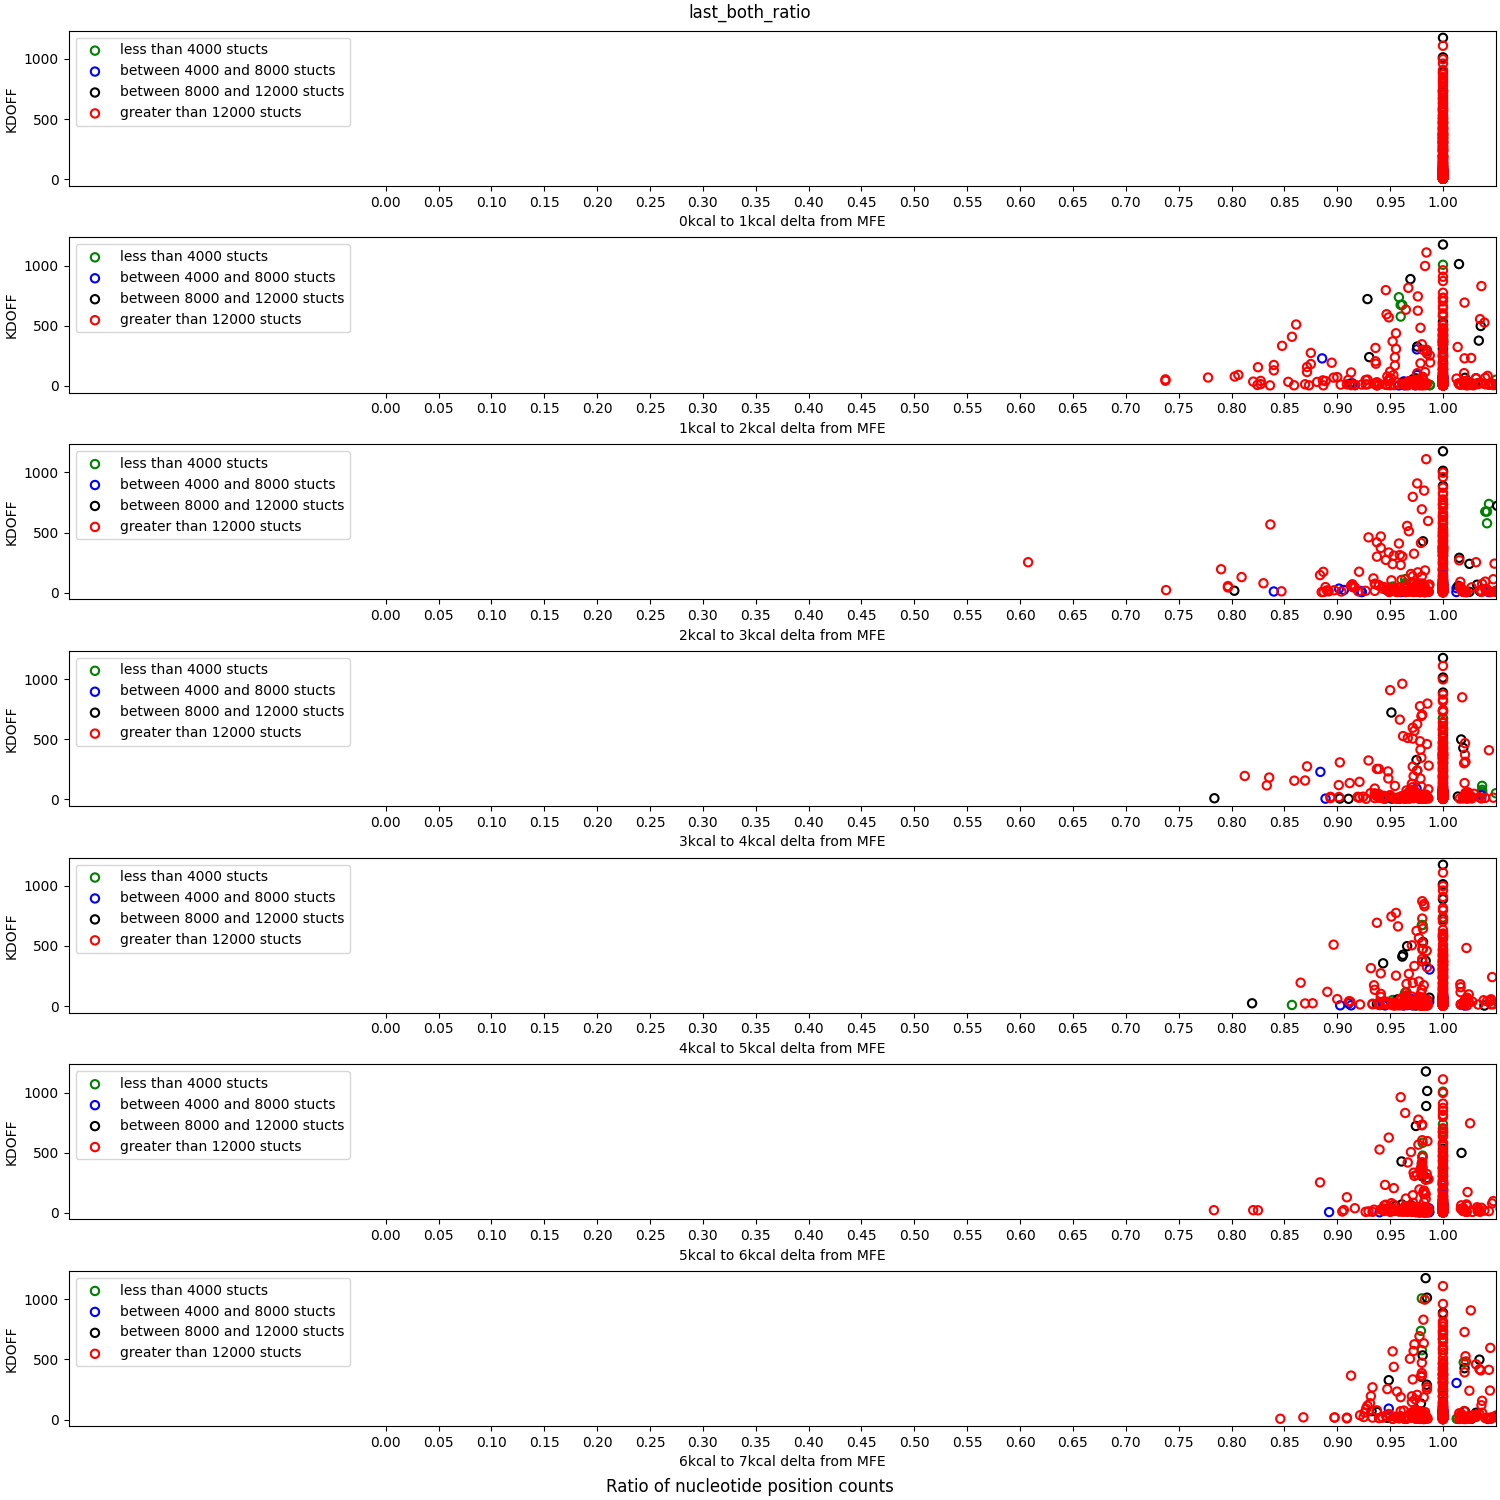 last_both_ratio
KDOFF
1000
500
0
less than 4000 stucts
between 4000 and 8000 stucts
between 8000 and 12000 stucts
greater than 12000 stucts
0.00 0.05 0.10 0.15 0.20 0.25 0.30 0.35 0.40 0.45 0.50 0.55 0.60 0.65 0.70 0.75 0.80 0.85 0.90 0.95 1.00
0kcal to 1kcal delta from MFE
KDOFF
1000
500
0
less than 4000 stucts
between 4000 and 8000 stucts
between 8000 and 12000 stucts
greater than 12000 stucts
0.00 0.05 0.10 0.15 0.20 0.25 0.30 0.35 0.40 0.45 0.50 0.55 0.60 0.65 0.70 0.75 0.80 0.85 0.90 0.95 1.00
1kcal to 2kcal delta from MFE
KDOFF
1000
500
0
less than 4000 stucts
between 4000 and 8000 stucts
between 8000 and 12000 stucts
greater than 12000 stucts
0.00 0.05 0.10 0.15 0.20 0.25 0.30 0.35 0.40 0.45 0.50 0.55 0.60 0.65 0.70 0.75 0.80 0.85 0.90 0.95 1.00
2kcal to 3kcal delta from MFE
KDOFF
1000
500
0
less than 4000 stucts
between 4000 and 8000 stucts
between 8000 and 12000 stucts
greater than 12000 stucts
0.00 0.05 0.10 0.15 0.20 0.25 0.30 0.35 0.40 0.45 0.50 0.55 0.60 0.65 0.70 0.75 0.80 0.85 0.90 0.95 1.00
3kcal to 4kcal delta from MFE
KDOFF
1000
500
0
less than 4000 stucts
between 4000 and 8000 stucts
between 8000 and 12000 stucts
greater than 12000 stucts
0.00 0.05 0.10 0.15 0.20 0.25 0.30 0.35 0.40 0.45 0.50 0.55 0.60 0.65 0.70 0.75 0.80 0.85 0.90 0.95 1.00
4kcal to 5kcal delta from MFE
KDOFF
1000
500
0
less than 4000 stucts
between 4000 and 8000 stucts
between 8000 and 12000 stucts
greater than 12000 stucts
0.00 0.05 0.10 0.15 0.20 0.25 0.30 0.35 0.40 0.45 0.50 0.55 0.60 0.65 0.70 0.75 0.80 0.85 0.90 0.95 1.00
5kcal to 6kcal delta from MFE
KDOFF
1000
500
0
less than 4000 stucts
between 4000 and 8000 stucts
between 8000 and 12000 stucts
greater than 12000 stucts
0.00 0.05 0.10 0.15 0.20 0.25 0.30 0.35 0.40 0.45 0.50 0.55 0.60 0.65 0.70 0.75 0.80 0.85 0.90 0.95 1.00
6kcal to 7kcal delta from MFE
Ratio of nucleotide position counts